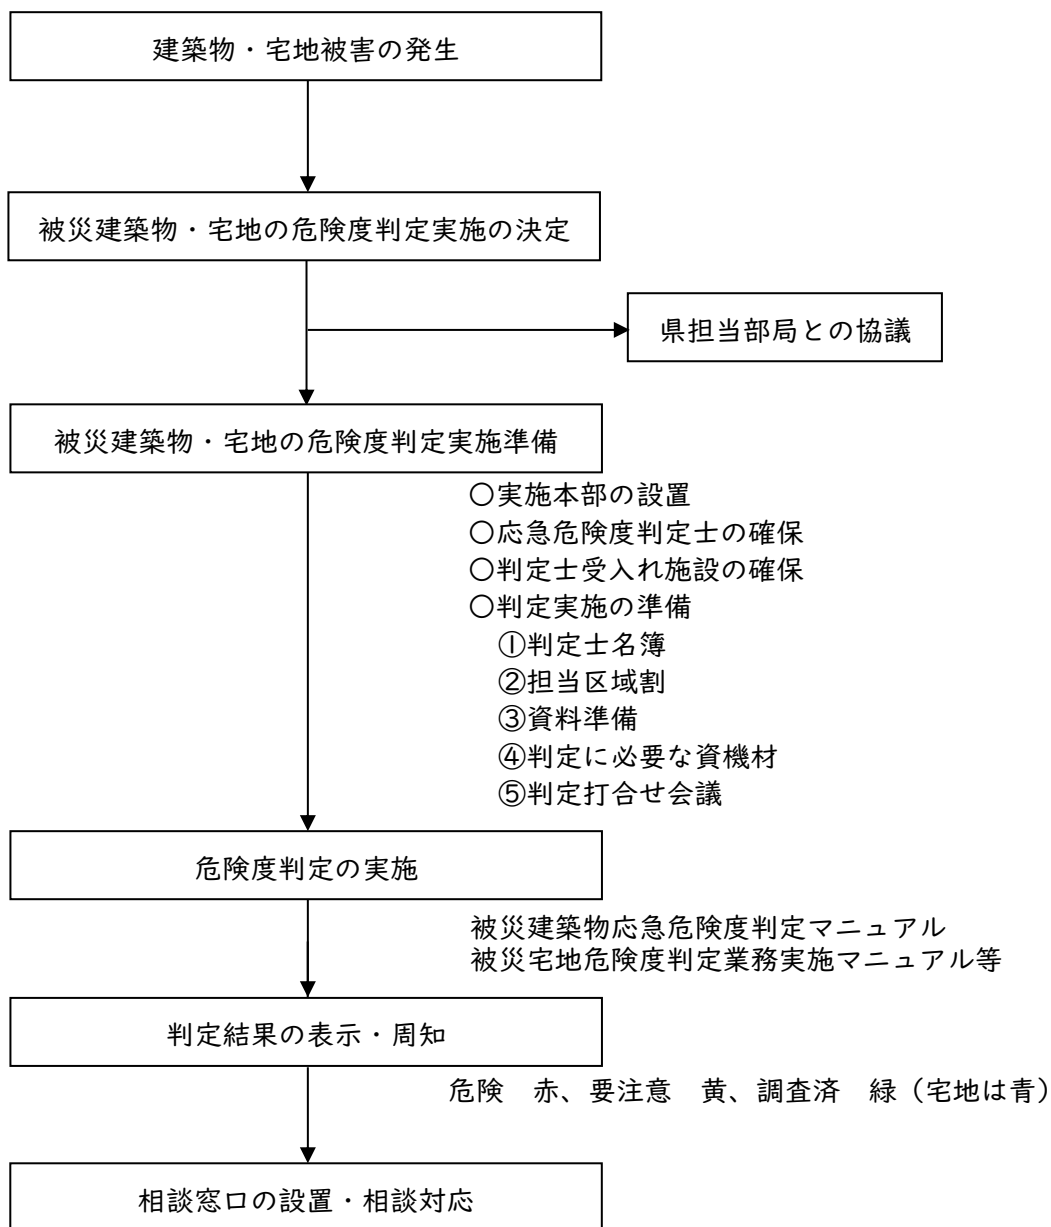 建築物・宅地被害の発生
被災建築物・宅地の危険度判定実施の決定
県担当部局との協議
被災建築物・宅地の危険度判定実施準備
〇実施本部の設置
〇応急危険度判定士の確保
〇判定士受入れ施設の確保
〇判定実施の準備
①判定士名簿
②担当区域割
③資料準備
④判定に必要な資機材
⑤判定打合せ会議
危険度判定の実施
被災建築物応急危険度判定マニュアル
被災宅地危険度判定業務実施マニュアル等
判定結果の表示・周知
危険　赤、要注意　黄、調査済　緑（宅地は青）
相談窓口の設置・相談対応